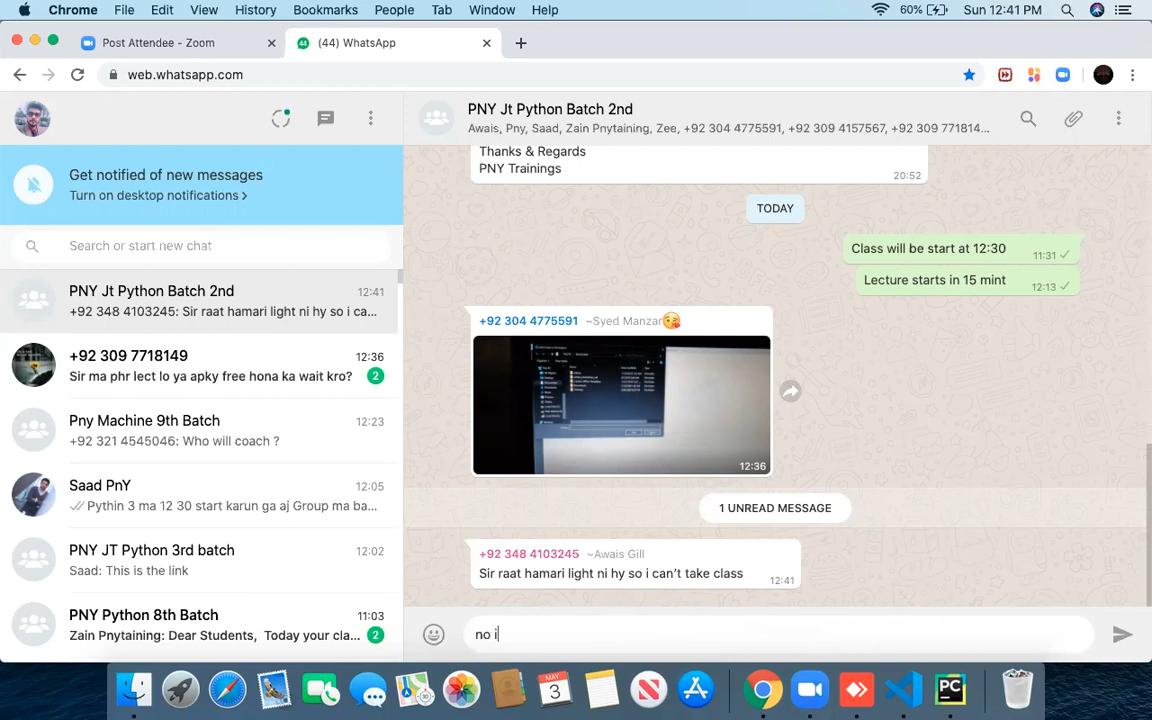 Chrome File Edit View History Bookmarks People Tab Window Help 60% Sun 12:41 PM
Post Attendee - Zoom
44 (44) WhatsApp
web.whatsapp.com
Get notified of new messages
Turn on desktop notifications >
Search or start new chat
PNY Jt Python Batch 2nd 12:41
+92 348 4103245: Sir raat hamari light ni hy so i ca...
+92 309 7718149 12:36
Sir ma phr lect lo ya apky free hona ka wait kro? 2
Pny Machine 9th Batch 12:23
+92 321 4545046: Who will coach ?
Saad PnY 12:05
Pythin 3 ma 12 30 start karun ga aj Group ma ba...
PNY JT Python 3rd batch 12:02
Saad: This is the link
PNY Python 8th Batch 11:03
Zain Pnytaining: Dear Students, Today your cla... 2
PNY Jt Python Batch 2nd
Awais, Pny, Saad, Zain Pnytaining, Zee, +92 304 4775591, +92 309 4157567, +92 309 771814...
Thanks & Regards
PNY Trainings
20:52
TODAY
Class will be start at 12:30 11:31
Lecture starts in 15 mint 12:13
+92 304 4775591 ~Syed Manzar😘
12:36
1 UNREAD MESSAGE
+92 348 4103245 ~Awais Gill
Sir raat hamari light ni hy so i can't take class 12:41
no i
MAY
3
PC